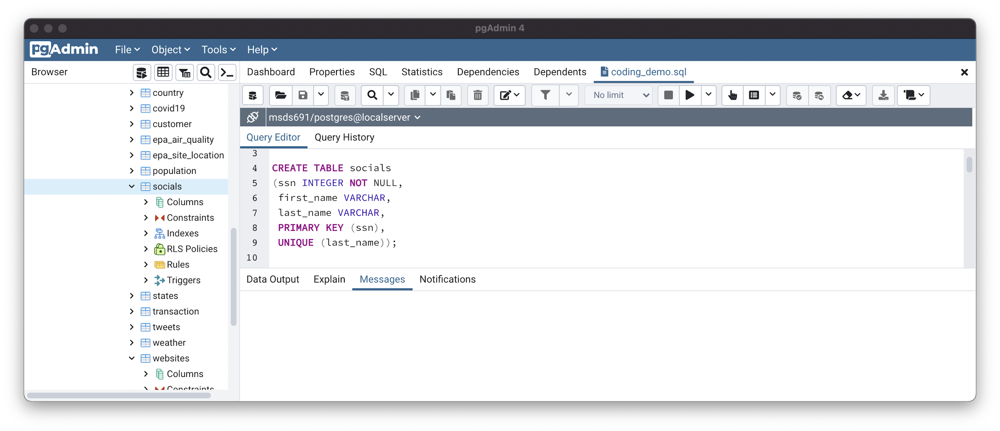 pgAdmin 4
pgAdmin File Object Tools Help
Browser
Dashboard Properties SQL Statistics Dependencies Dependents coding_demo.sql
No limit
msds691/postgres@localserver
Query Editor Query History
country
covid19
customer
epa_air_quality
epa_site_location
population
socials
Columns
Constraints
Indexes
RLS Policies
Rules
Triggers
states
transaction
tweets
weather
websites
Columns
Constraints
3
4 CREATE TABLE socials
5 (ssn INTEGER NOT NULL,
6 first_name VARCHAR,
7 last_name VARCHAR,
8 PRIMARY KEY (ssn),
9 UNIQUE (last_name));
10
Data Output Explain Messages Notifications